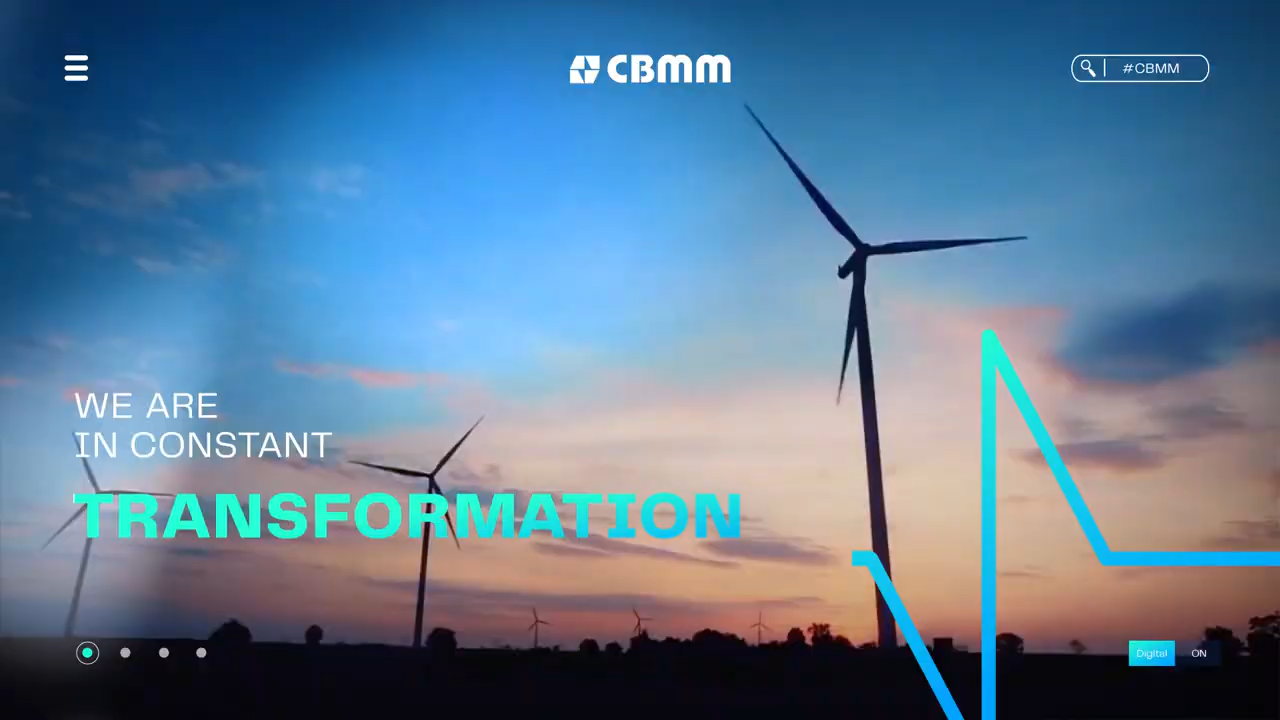 CBMM
#CBMM
WE ARE
IN CONSTANT
TRANSFORMATION
Digital ON